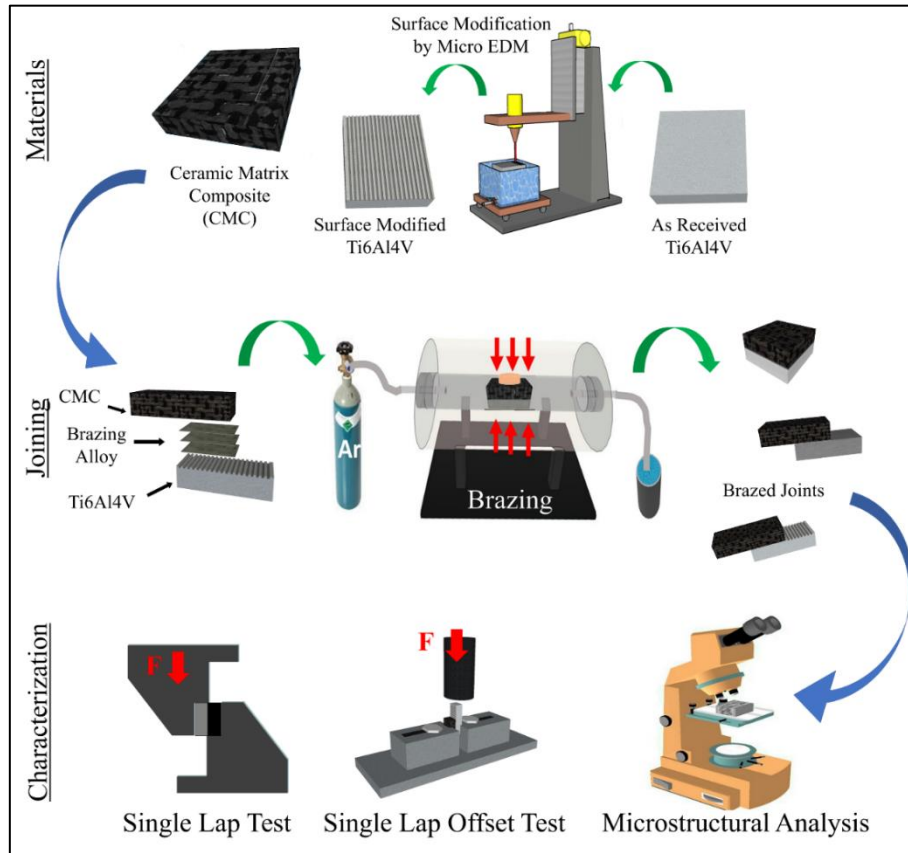 Materials
Surface Modification
by Micro EDM
Ceramic Matrix
Composite
(CMC)
Surface Modified
Ti6Al4V
As Received
Ti6Al4V
Joining
CMC
Brazing
Alloy
Ti6Al4V
Ar
Brazing
Brazed Joints
Characterization
F
Single Lap Test
F
Single Lap Offset Test
Microstructural Analysis